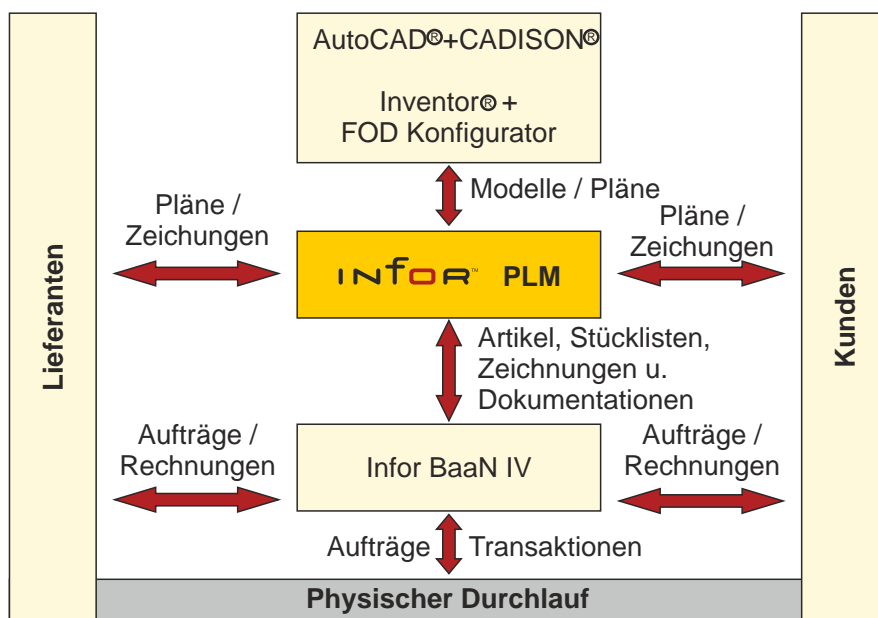 AutoCAD®+CADISON®
Inventor® +
FOD Konfigurator
Modelle / Pläne
Pläne /
Zeichungen
Pläne /
Zeichungen
infor™ PLM
Lieferanten
Kunden
Artikel, Stücklisten,
Zeichnungen u.
Dokumentationen
Aufträge /
Rechnungen
Aufträge /
Rechnungen
Infor BaaN IV
Aufträge
Transaktionen
Physischer Durchlauf